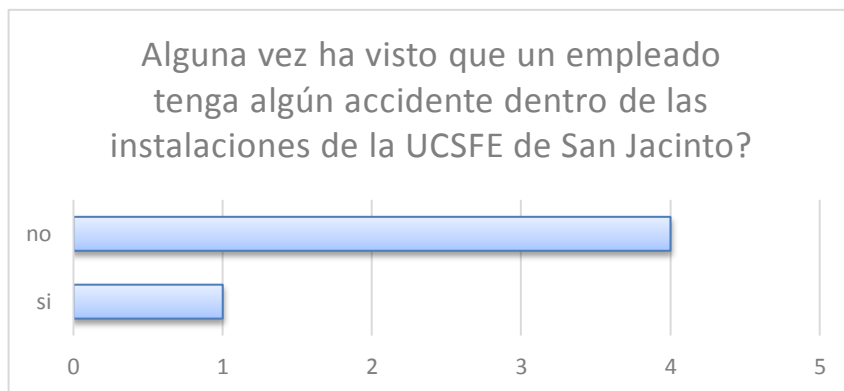 Alguna vez ha visto que un empleado
tenga algún accidente dentro de las
instalaciones de la UCSFE de San Jacinto?
no
si
0 1 2 3 4 5